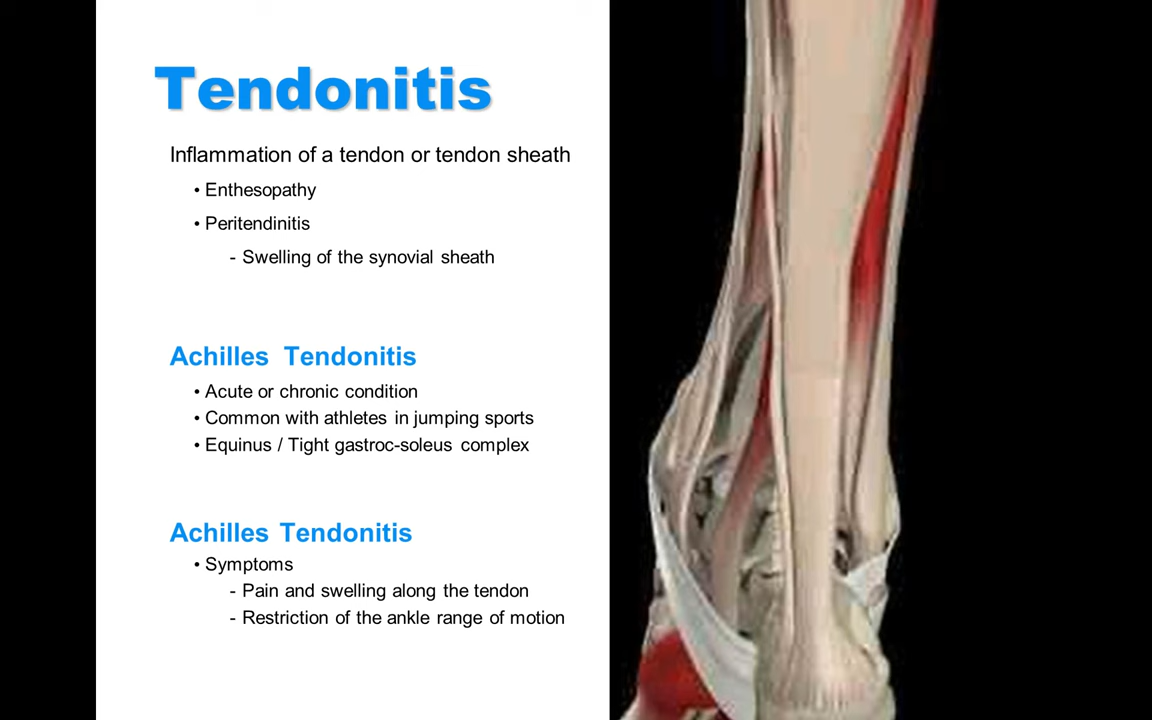 Tendonitis
Inflammation of a tendon or tendon sheath
• Enthesopathy
• Peritendinitis
- Swelling of the synovial sheath
Achilles Tendonitis
• Acute or chronic condition
• Common with athletes in jumping sports
• Equinus / Tight gastroc-soleus complex
Achilles Tendonitis
• Symptoms
- Pain and swelling along the tendon
- Restriction of the ankle range of motion